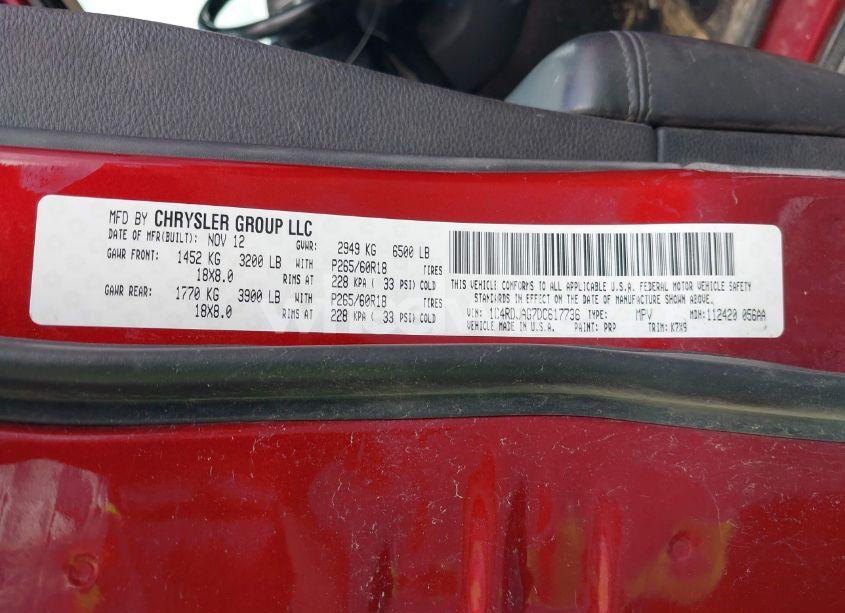 MFD BY CHRYSLER GROUP LLC
DATE OF MFR(BUILT): NOV 12 GVWR: 2949 KG 6500 LB
GAWR FRONT: 1452 KG 3200 LB WITH P265/60R18 TIRES
18X8.0 RIMS AT 228 KPA ( 33 PSI) COLD
GAWR REAR: 1770 KG 3900 LB WITH P265/60R18 TIRES
18X8.0 RIMS AT 228 KPA ( 33 PSI) COLD
THIS VEHICLE CONFORMS TO ALL APPLICABLE U.S.A. FEDERAL MOTOR VEHICLE SAFETY
STANDARDS IN EFFECT ON THE DATE OF MANUFACTURE SHOWN ABOVE.
VIN: 1C4RDJAG7DC617736 TYPE: MPV MDH: 112420 056AA
VEHICLE MADE IN U.S.A. PAINT: PRP TRIM: K7X9